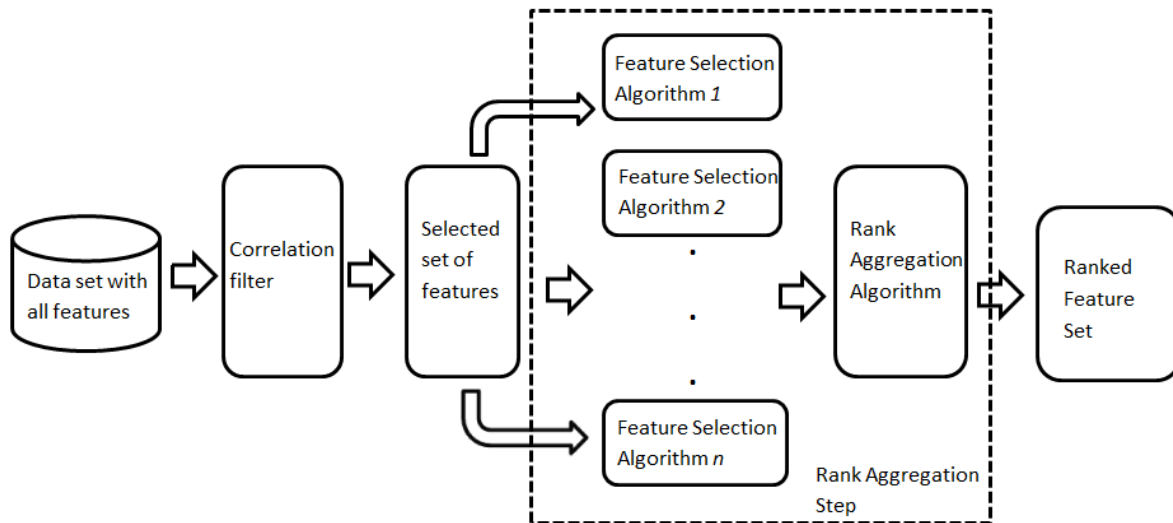 Data set with
all features
Correlation
filter
Selected
set of
features
Feature Selection
Algorithm 1
Feature Selection
Algorithm 2
Feature Selection
Algorithm n
Rank
Aggregation
Algorithm
Rank Aggregation
Step
Ranked
Feature
Set